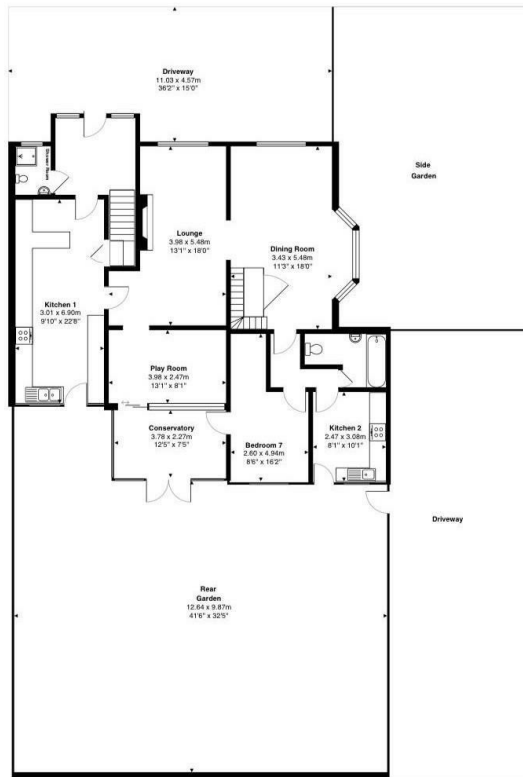 Driveway
11.03 x 4.57m
36'2" x 15'0"
Side
Garden
Shower Room
Lounge
3.98 x 5.48m
13'1" x 18'0"
Dining Room
3.43 x 5.48m
11'3" x 18'0"
Kitchen 1
3.01 x 6.90m
9'10" x 22'8"
Play Room
3.98 x 2.47m
13'1" x 8'1"
Conservatory
3.78 x 2.27m
12'5" x 7'5"
Bedroom 7
2.60 x 4.94m
8'6" x 16'2"
Kitchen 2
2.47 x 3.08m
8'1" x 10'1"
Driveway
Rear
Garden
12.64 x 9.87m
41'6" x 32'5"